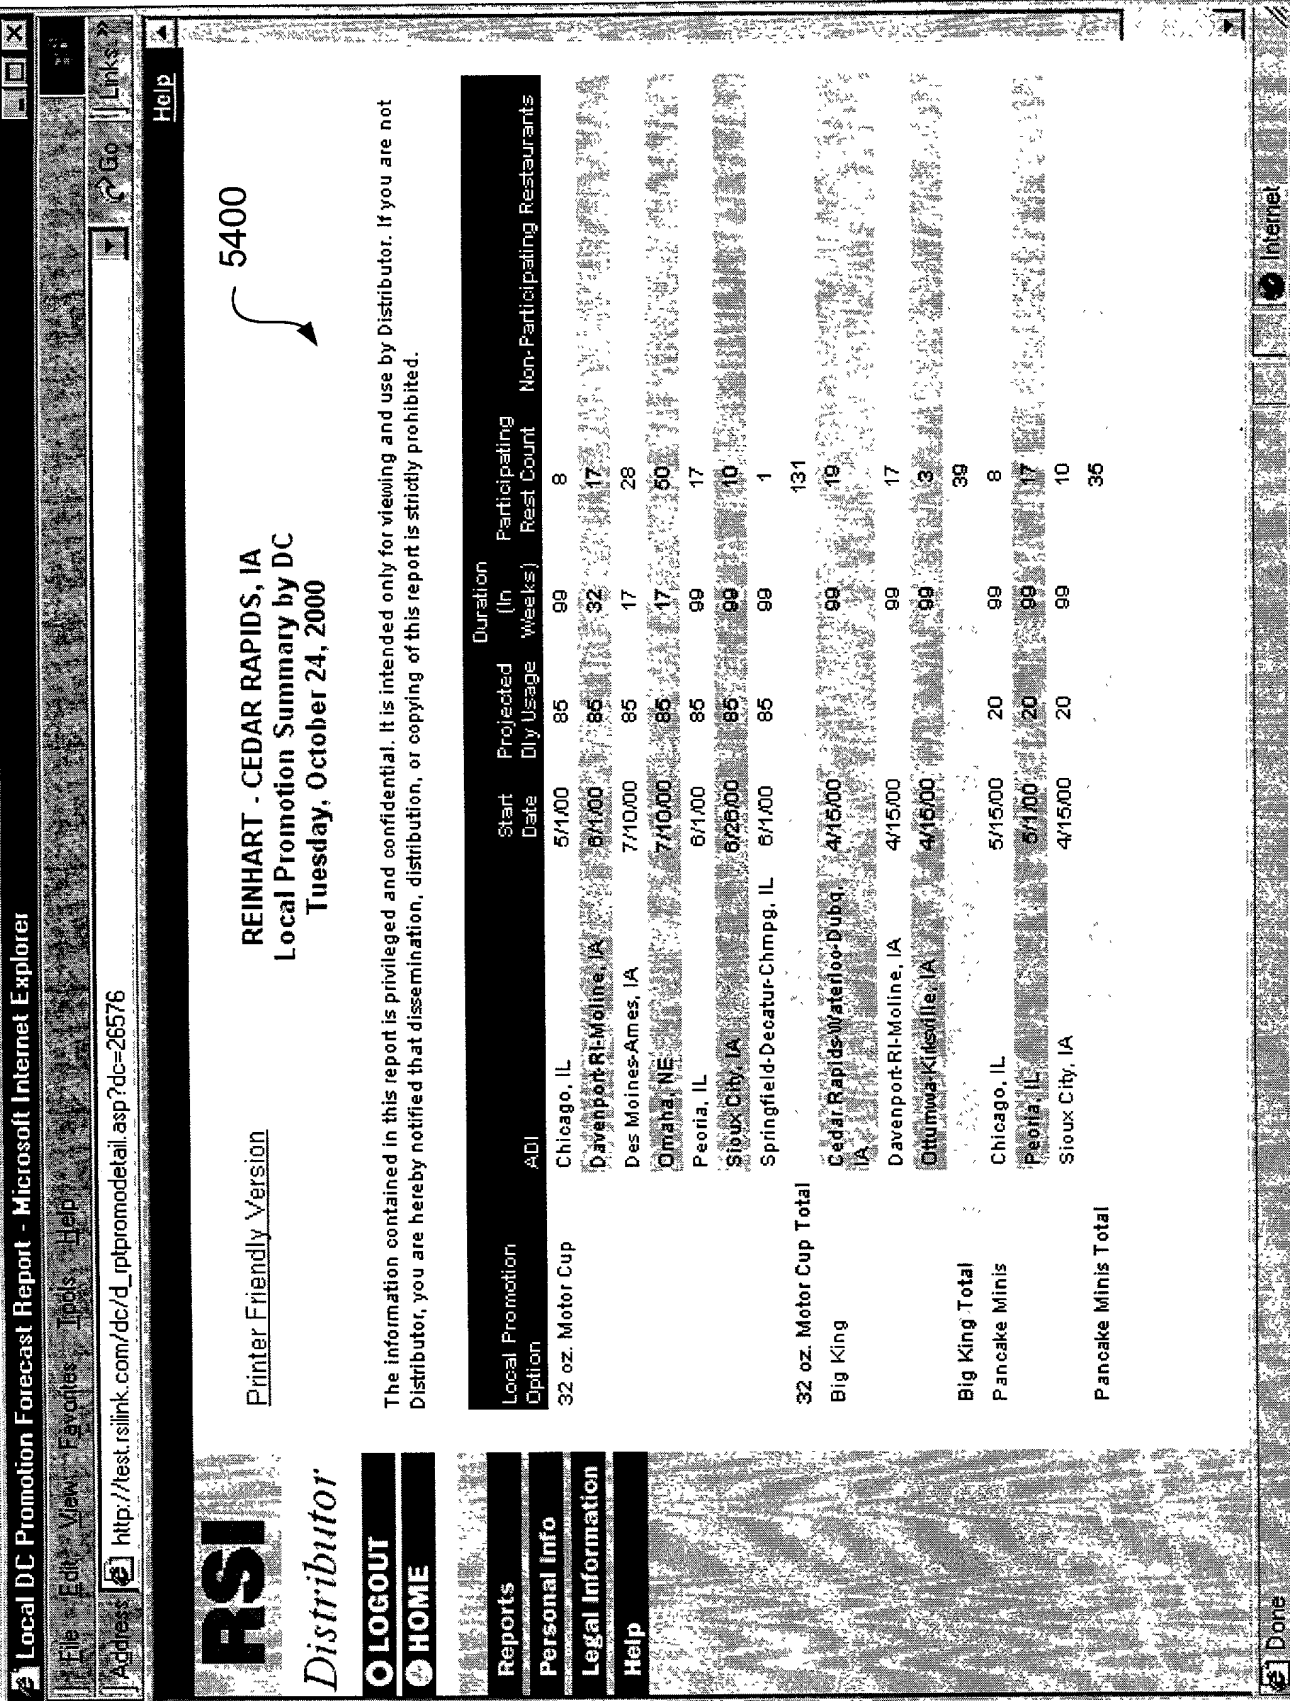 Local DC Promotion Forecast Report - Microsoft Internet Explorer
File Edit View Favorites Tools Help
Address http://test.rsilink.com/dc/d_rptpromodetail.asp?dc=26576 Go Links »
Help
RSI
Distributor
LOGOUT
HOME
Reports
Personal Info
Legal Information
Help
Printer Friendly Version
5400
REINHART - CEDAR RAPIDS, IA
Local Promotion Summary by DC
Tuesday, October 24, 2000
The information contained in this report is privileged and confidential. It is intended only for viewing and use by Distributor. If you are not
Distributor, you are hereby notified that dissemination, distribution, or copying of this report is strictly prohibited.
Duration
Local Promotion Start Projected (In Participating
Option ADI Date Dly Usage Weeks) Rest Count Non-Participating Restaurants
32 oz. Motor Cup Chicago, IL 5/1/00 85 99 8
Davenport-RI-Moline, IA 6/1/00 85 32 17
Des Moines-Ames, IA 7/10/00 85 17 28
Omaha, NE 7/10/00 85 17 50
Peoria, IL 6/1/00 85 99 17
Sioux City, IA 6/26/00 85 99 10
Springfield-Decatur-Chmpg, IL 6/1/00 85 99 1
32 oz. Motor Cup Total 131
Big King Cedar Rapids-Waterloo-Dubq, 4/15/00 99 19
IA
Davenport-RI-Moline, IA 4/15/00 99 17
Ottumwa-Kirksville, IA 4/15/00 99 3
Big King Total 39
Pancake Minis Chicago, IL 5/15/00 20 99 8
Peoria, IL 5/1/00 20 99 17
Sioux City, IA 4/15/00 20 99 10
Pancake Minis Total 35
Done Internet